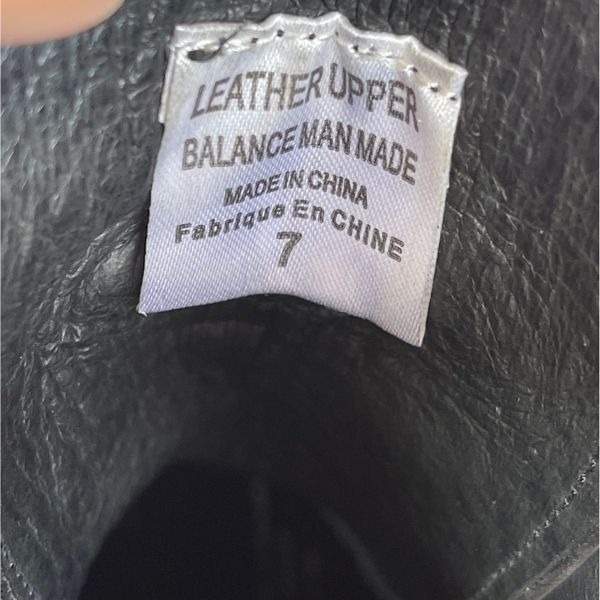 LEATHER UPPER
BALANCE MAN MADE
MADE IN CHINA
Fabrique En CHINE
7